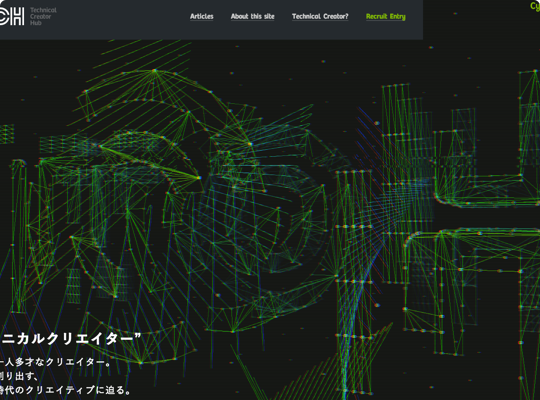 CH
Technical
Creator
Hub
Articles
About this site
Technical Creator?
Recruit Entry
Cy
ニカルクリエイター”
一人多才なクリエイター。
創り出す、
時代のクリエイティブに迫る。